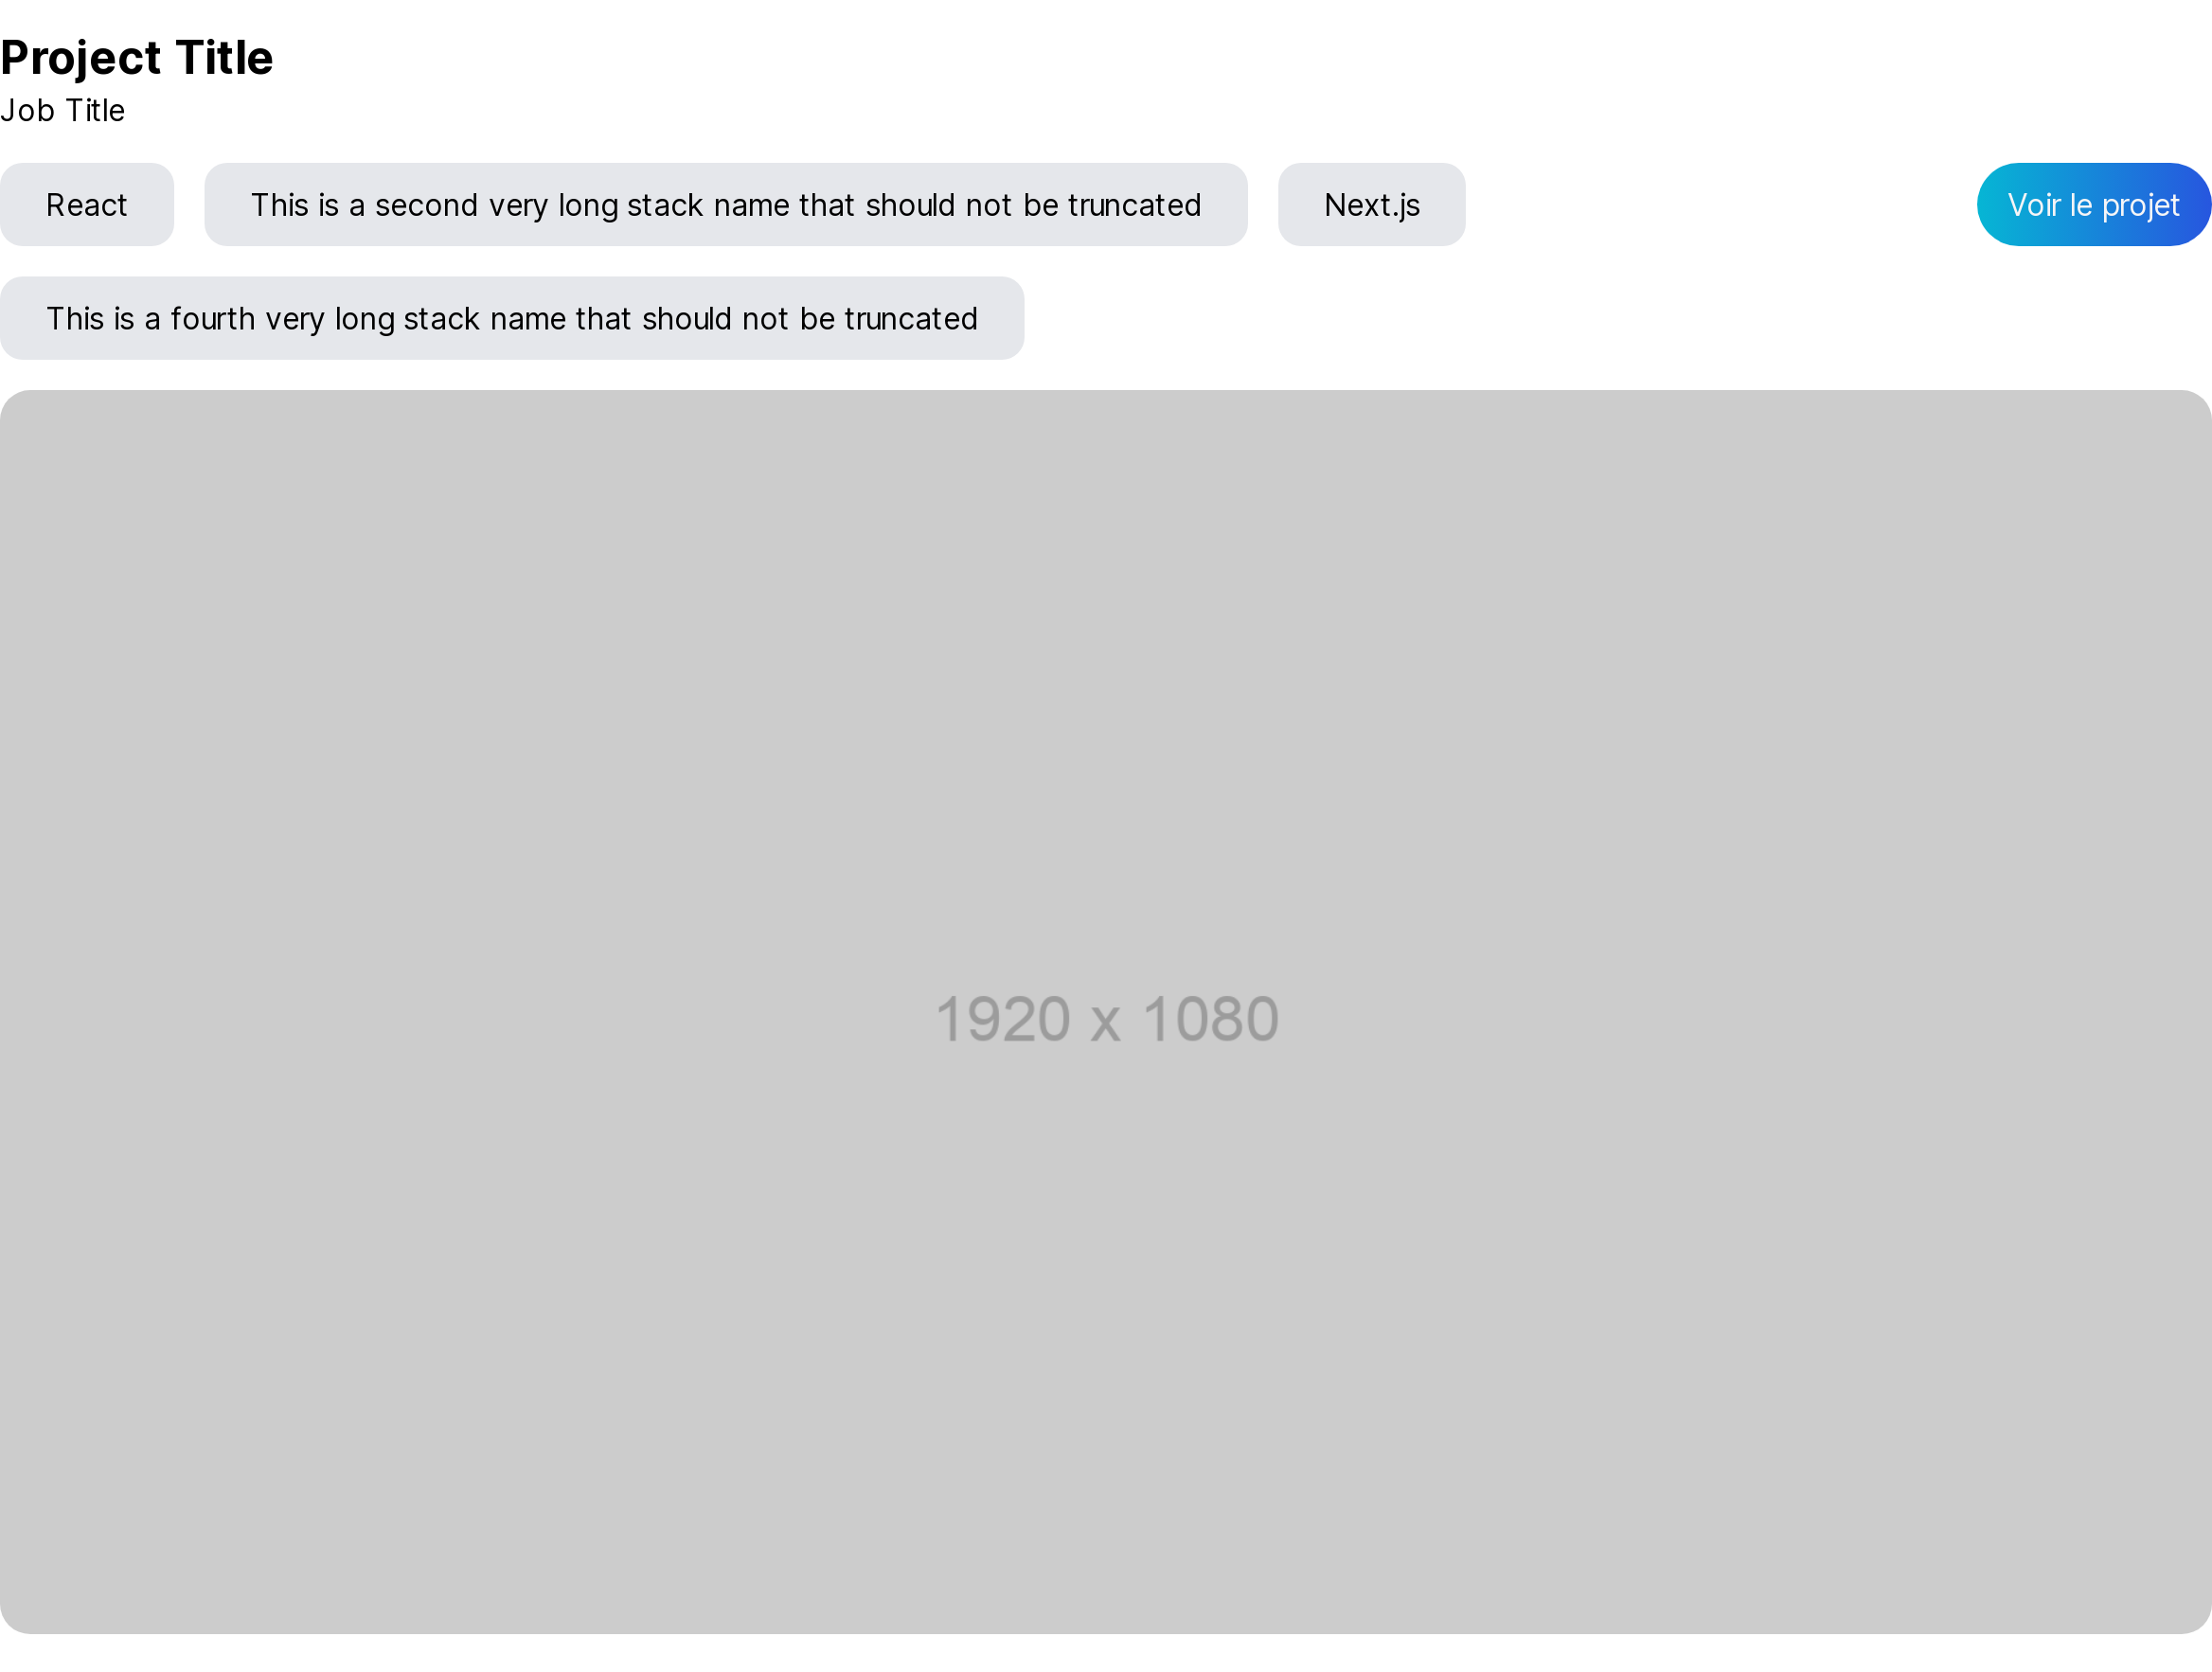 Project Title
Job Title
React
This is a second very long stack name that should not be truncated
Next.js
Voir le projet
This is a fourth very long stack name that should not be truncated
1920 x 1080